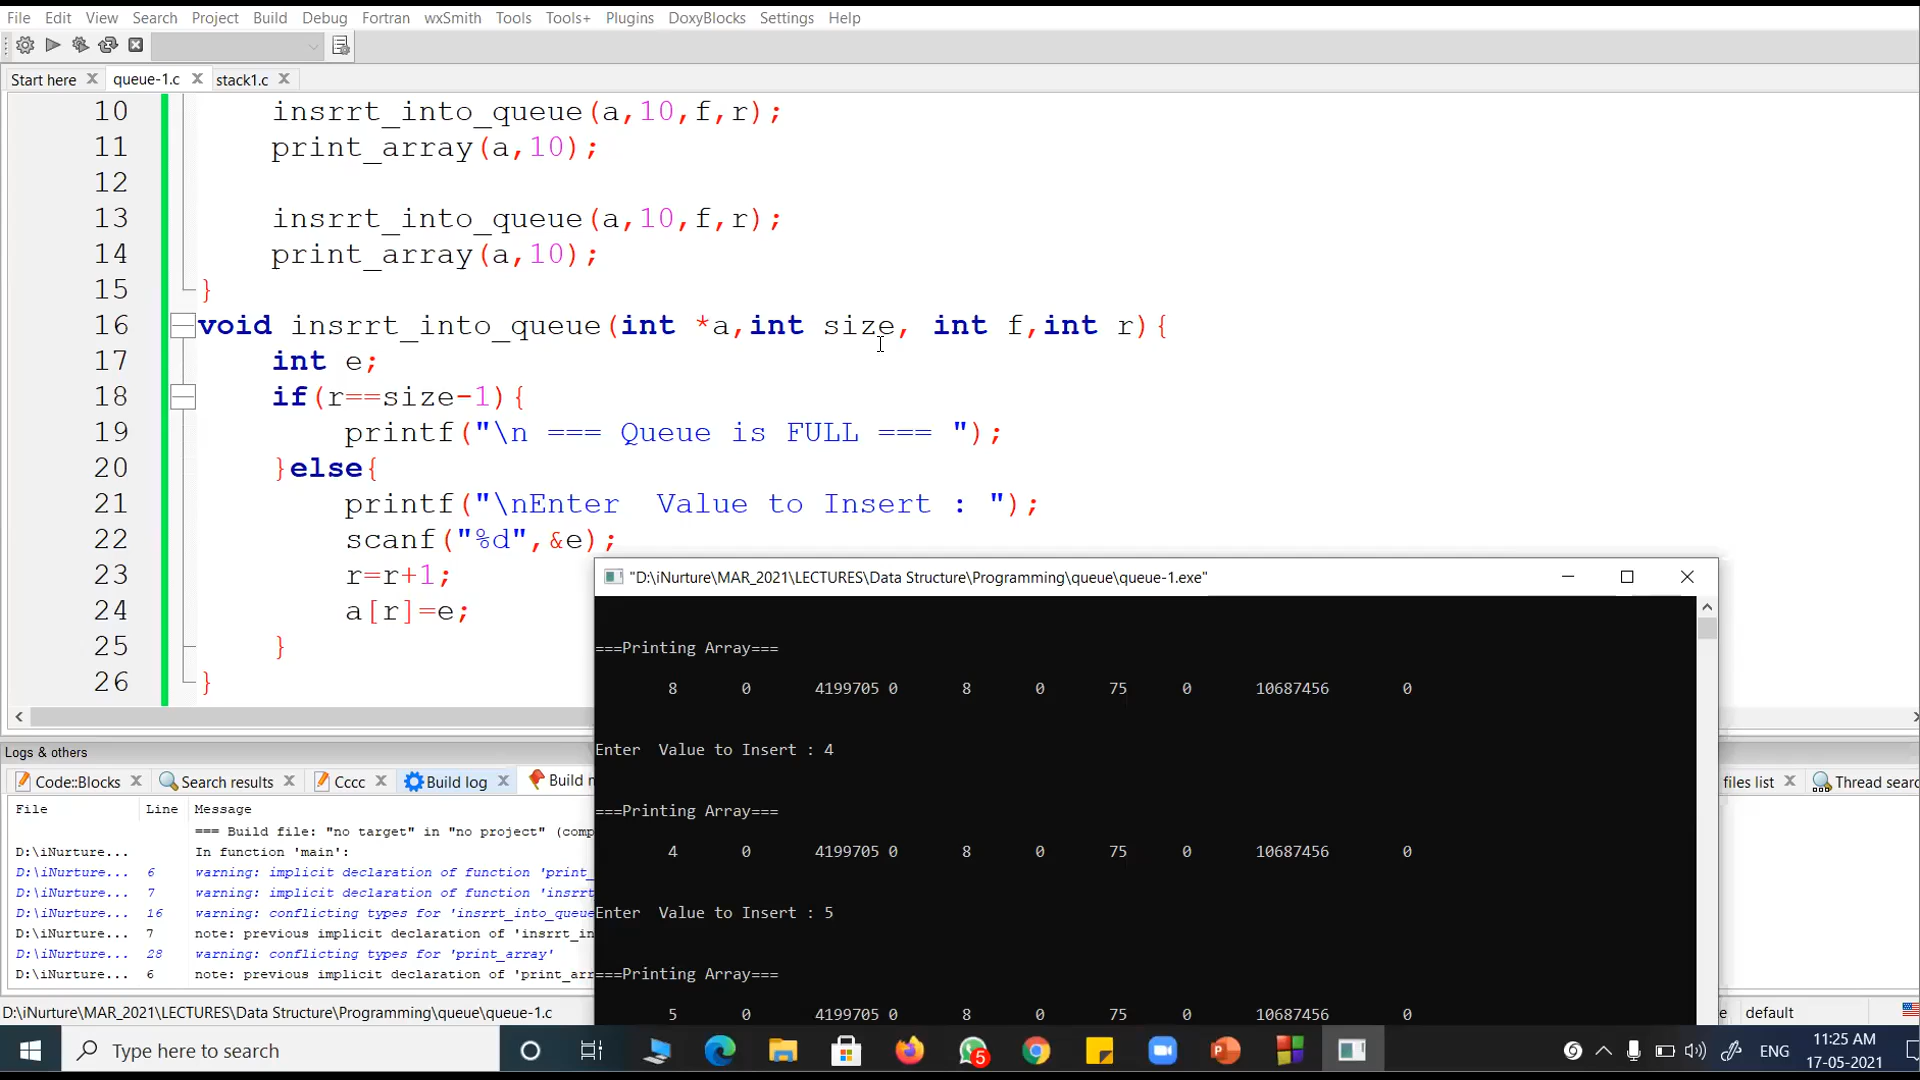 File Edit View Search Project Build Debug Fortran wxSmith Tools Tools+ Plugins DoxyBlocks Settings Help
Start here queue-1.c stack1.c
10 insrrt_into_queue(a,10,f,r);
11 print_array(a,10);
12
13 insrrt_into_queue(a,10,f,r);
14 print_array(a,10);
15 }
16 void insrrt_into_queue(int *a,int size, int f,int r){
17 int e;
18 if(r==size-1){
19 printf("\n === Queue is FULL === ");
20 }else{
21 printf("\nEnter  Value to Insert : ");
22 scanf("%d",&e);
23 r=r+1;
24 a[r]=e;
25 }
26 }
"D:\iNurture\MAR_2021\LECTURES\Data Structure\Programming\queue\queue-1.exe"
===Printing Array===
8 0 4199705 0 8 0 75 0 10687456 0
Enter  Value to Insert : 4
===Printing Array===
4 0 4199705 0 8 0 75 0 10687456 0
Enter  Value to Insert : 5
===Printing Array===
5 0 4199705 0 8 0 75 0 10687456 0
Logs & others
Code::Blocks Search results Cccc Build log Build files list Thread
File Line Message
=== Build file: "no target" in "no project" (comp
D:\iNurture... In function 'main':
D:\iNurture... 6 warning: implicit declaration of function 'print_
D:\iNurture... 7 warning: implicit declaration of function 'insrrt
D:\iNurture... 16 warning: conflicting types for 'insrrt_into_queue
D:\iNurture... 7 note: previous implicit declaration of 'insrrt_in
D:\iNurture... 28 warning: conflicting types for 'print_array'
D:\iNurture... 6 note: previous implicit declaration of 'print_arr
D:\iNurture\MAR_2021\LECTURES\Data Structure\Programming\queue\queue-1.c default
Type here to search 5 ENG 11:25 AM
17-05-2021